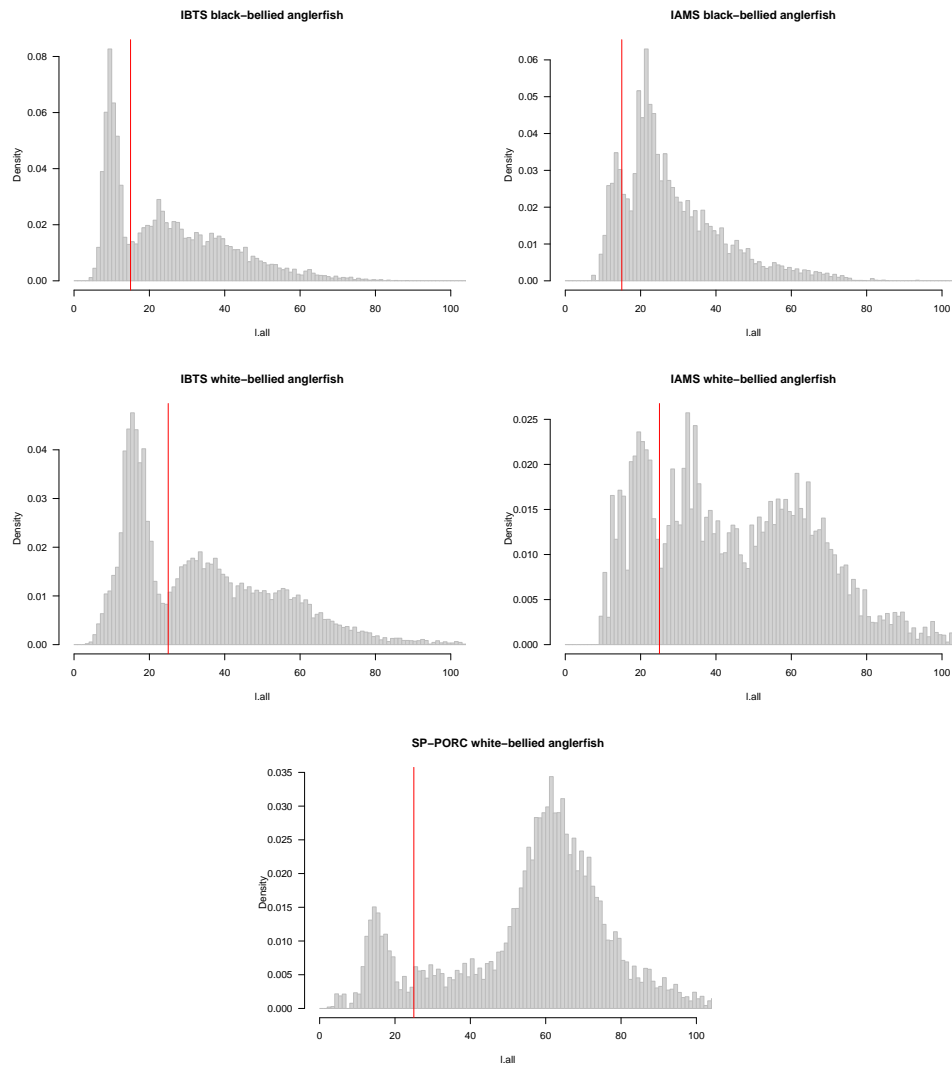 IBTS black−bellied anglerfish
Density
0.08
0.06
0.04
0.02
0.00
0 20 40 60 80 100
l.all
IAMS black−bellied anglerfish
Density
0.06
0.05
0.04
0.03
0.02
0.01
0.00
0 20 40 60 80 100
l.all
IBTS white−bellied anglerfish
Density
0.04
0.03
0.02
0.01
0.00
0 20 40 60 80 100
l.all
IAMS white−bellied anglerfish
Density
0.025
0.020
0.015
0.010
0.005
0.000
0 20 40 60 80 100
l.all
SP−PORC white−bellied anglerfish
Density
0.035
0.030
0.025
0.020
0.015
0.010
0.005
0.000
0 20 40 60 80 100
l.all